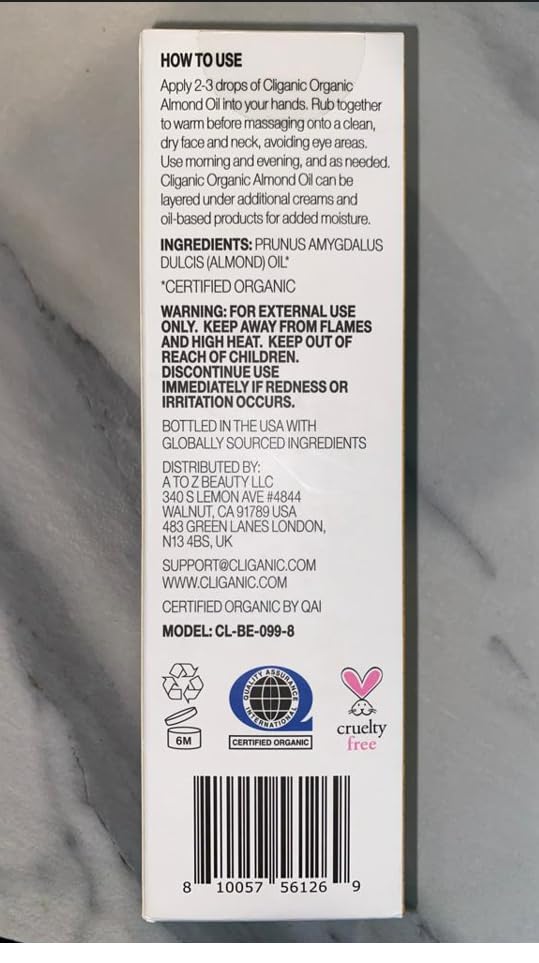 HOW TO USE
Apply 2-3 drops of Cliganic Organic
Almond Oil into your hands. Rub together
to warm before massaging onto a clean,
dry face and neck, avoiding eye areas.
Use morning and evening, and as needed.
Cliganic Organic Almond Oil can be
layered under additional creams and
oil-based products for added moisture.
INGREDIENTS: PRUNUS AMYGDALUS
DULCIS (ALMOND) OIL*
*CERTIFIED ORGANIC
WARNING: FOR EXTERNAL USE
ONLY. KEEP AWAY FROM FLAMES
AND HIGH HEAT. KEEP OUT OF
REACH OF CHILDREN.
DISCONTINUE USE
IMMEDIATELY IF REDNESS OR
IRRITATION OCCURS.
BOTTLED IN THE USA WITH
GLOBALLY SOURCED INGREDIENTS
DISTRIBUTED BY:
A TO Z BEAUTY LLC
340 S LEMON AVE #4844
WALNUT, CA 91789 USA
483 GREEN LANES LONDON,
N13 4BS, UK
SUPPORT@CLIGANIC.COM
WWW.CLIGANIC.COM
CERTIFIED ORGANIC BY QAI
MODEL: CL-BE-099-8
QUALITY ASSURANCE
INTERNATIONAL
CERTIFIED ORGANIC
6M
cruelty
free
8 10057 56126 9